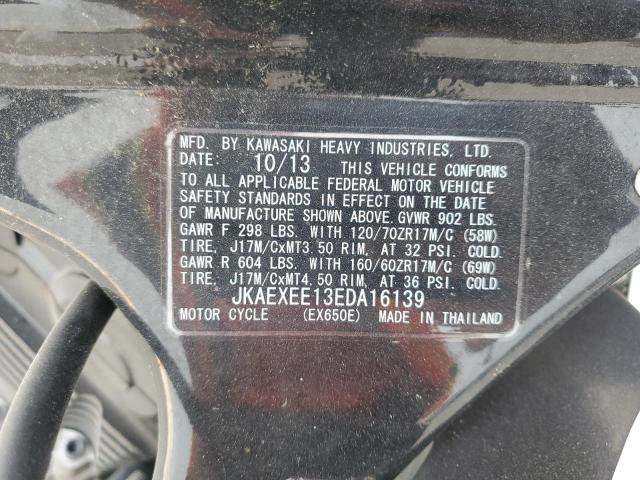 MFD. BY KAWASAKI HEAVY INDUSTRIES, LTD.
DATE: 10/13 THIS VEHICLE CONFORMS
TO ALL APPLICABLE FEDERAL MOTOR VEHICLE
SAFETY STANDARDS IN EFFECT ON THE DATE
OF MANUFACTURE SHOWN ABOVE. GVWR 902 LBS.
GAWR F 298 LBS. WITH 120/70ZR17M/C (58W)
TIRE, J17M/CxMT3.50 RIM, AT 32 PSI. COLD.
GAWR R 604 LBS. WITH 160/60ZR17M/C (69W)
TIRE, J17M/CxMT4.50 RIM, AT 36 PSI. COLD.
JKAEXEE13EDA16139
MOTOR CYCLE (EX650E) MADE IN THAILAND